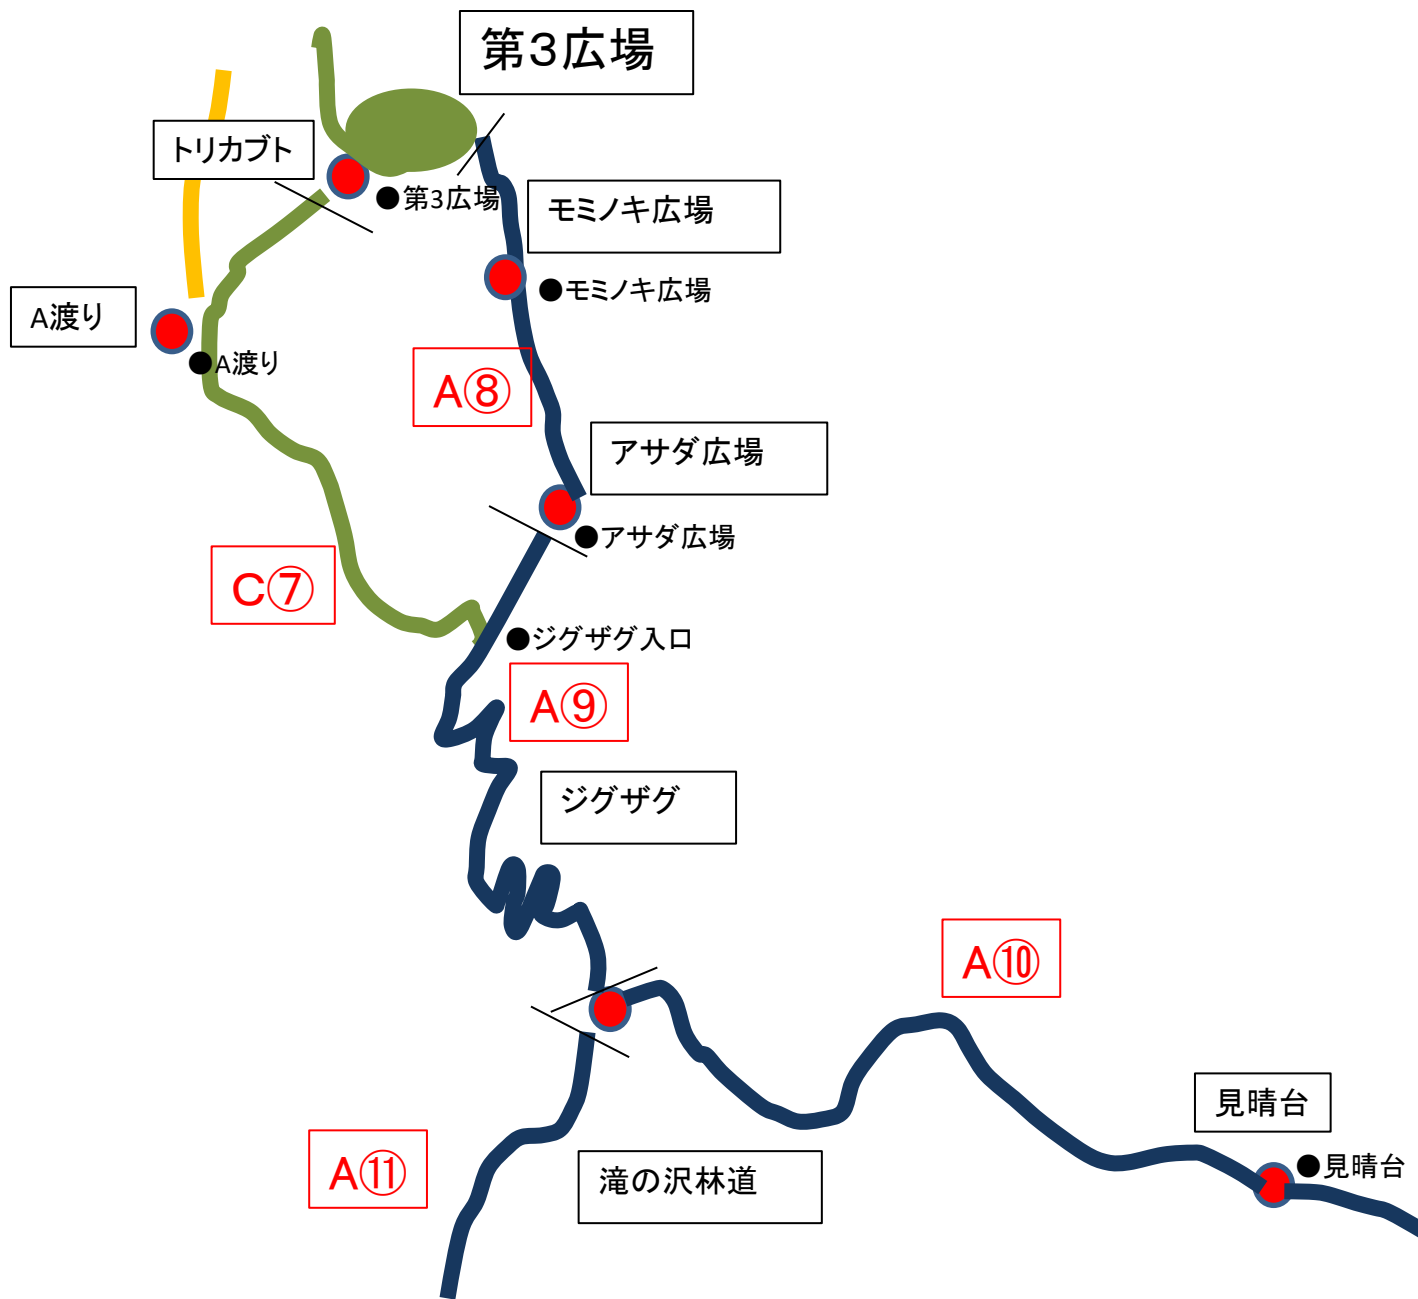 第3広場
トリカブト
●第3広場
モミノキ広場
●モミノキ広場
A渡り
●A渡り
A⑧
アサダ広場
●アサダ広場
C⑦
●ジグザグ入口
A⑨
ジグザグ
A⑩
見晴台
●見晴台
A⑪
滝の沢林道